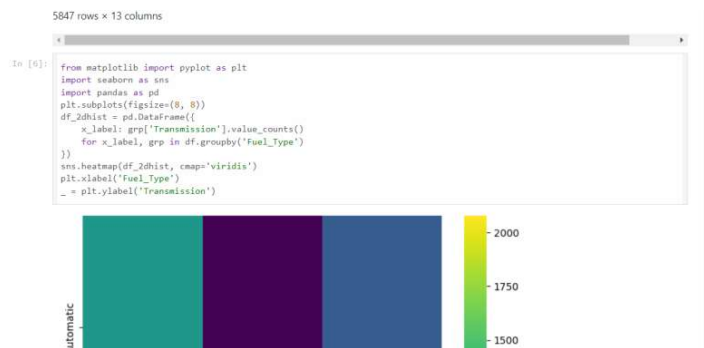 5847 rows × 13 columns
In [6]:
from matplotlib import pyplot as plt
import seaborn as sns
import pandas as pd
plt.subplots(figsize=(8, 8))
df_2dhist = pd.DataFrame({
    x_label: grp['Transmission'].value_counts()
    for x_label, grp in df.groupby('Fuel_Type')
})
sns.heatmap(df_2dhist, cmap='viridis')
plt.xlabel('Fuel_Type')
_ = plt.ylabel('Transmission')
2000
1750
1500
utomatic